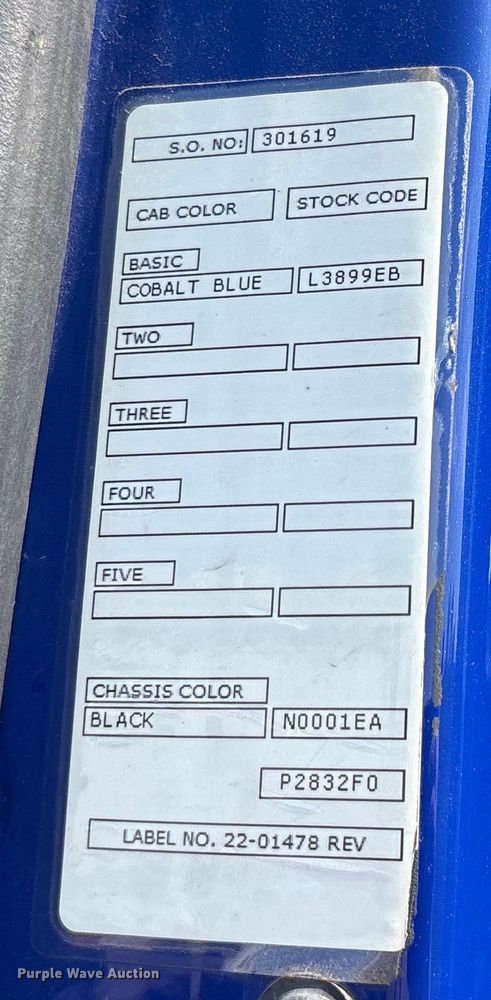 S.O. NO: 301619
CAB COLOR STOCK CODE
BASIC
COBALT BLUE L3899EB
TWO
THREE
FOUR
FIVE
CHASSIS COLOR
BLACK N0001EA
P2832F0
LABEL NO. 22-01478 REV
Purple Wave Auction